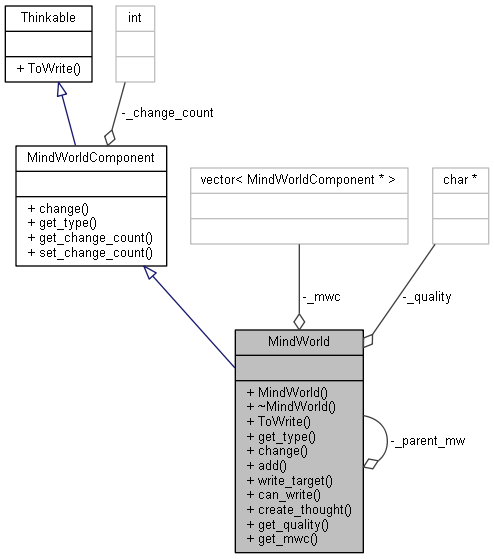 Thinkable
+ ToWrite()
int
-_change_count
MindWorldComponent
+ change()
+ get_type()
+ get_change_count()
+ set_change_count()
vector< MindWorldComponent * >
char *
-_mwc
-_quality
MindWorld
+ MindWorld()
+ ~MindWorld()
+ ToWrite()
+ get_type()
+ change()
+ add()
+ write_target()
+ can_write()
+ create_thought()
+ get_quality()
+ get_mwc()
-_parent_mw